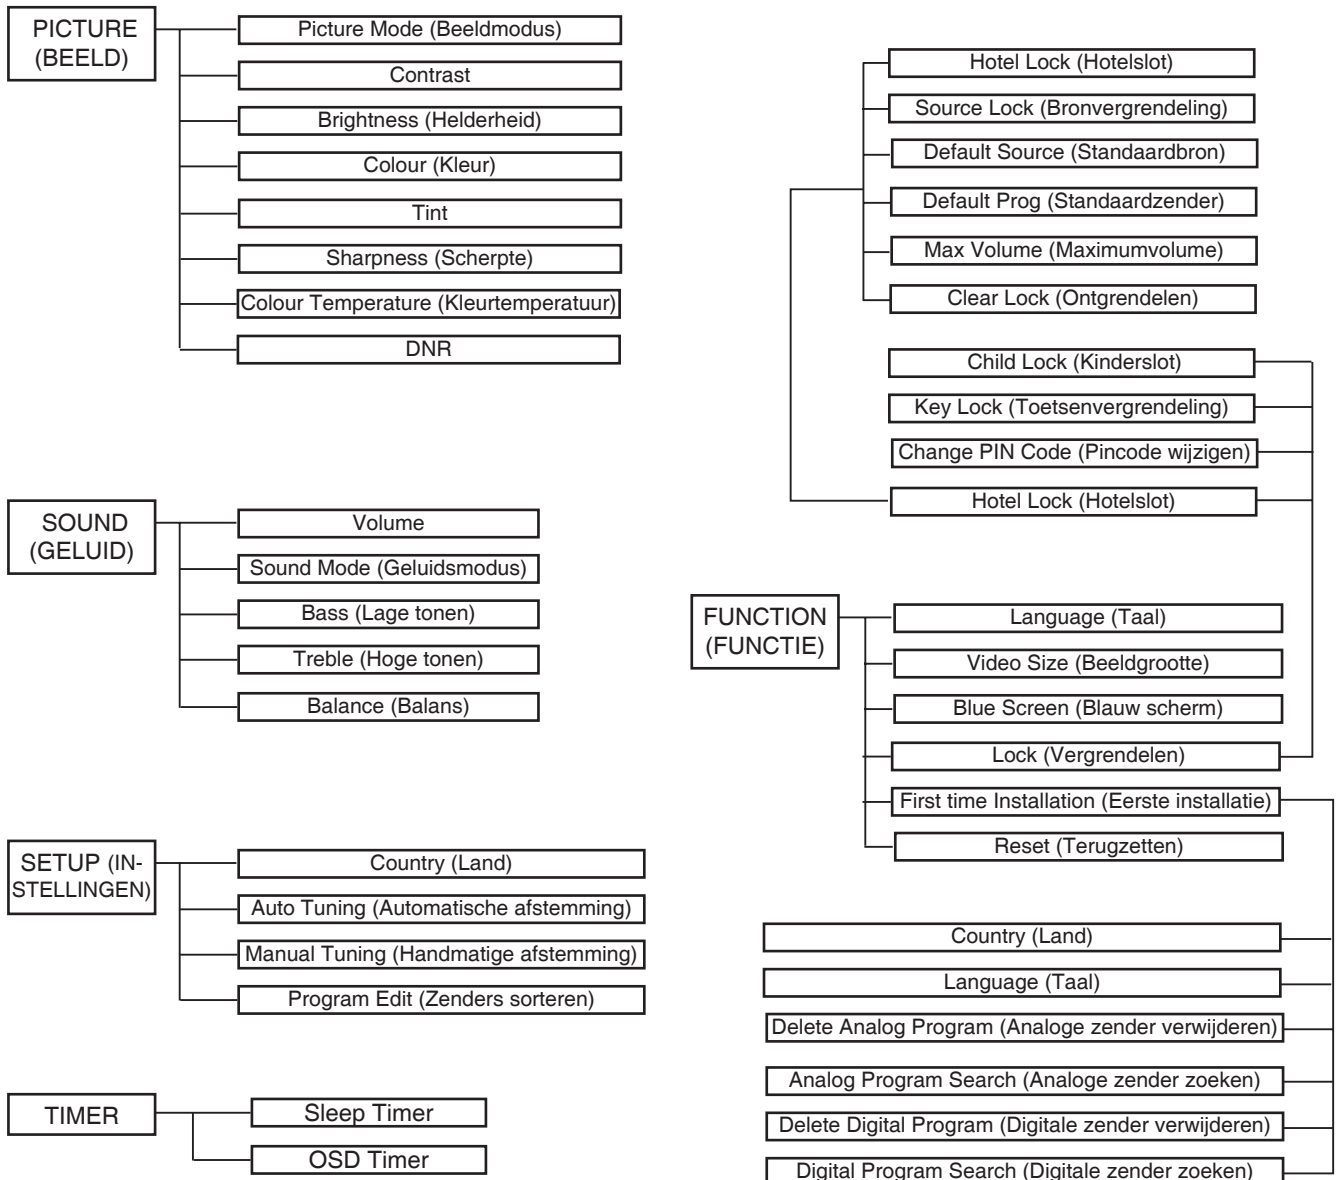 PICTURE
(BEELD)
Picture Mode (Beeldmodus)
Contrast
Brightness (Helderheid)
Colour (Kleur)
Tint
Sharpness (Scherpte)
Colour Temperature (Kleurtemperatuur)
DNR
SOUND
(GELUID)
Volume
Sound Mode (Geluidsmodus)
Bass (Lage tonen)
Treble (Hoge tonen)
Balance (Balans)
SETUP (IN-
STELLINGEN)
Country (Land)
Auto Tuning (Automatische afstemming)
Manual Tuning (Handmatige afstemming)
Program Edit (Zenders sorteren)
TIMER
Sleep Timer
OSD Timer
Hotel Lock (Hotelslot)
Source Lock (Bronvergrendeling)
Default Source (Standaardbron)
Default Prog (Standaardzender)
Max Volume (Maximumvolume)
Clear Lock (Ontgrendelen)
Child Lock (Kinderslot)
Key Lock (Toetsenvergrendeling)
Change PIN Code (Pincode wijzigen)
Hotel Lock (Hotelslot)
FUNCTION
(FUNCTIE)
Language (Taal)
Video Size (Beeldgrootte)
Blue Screen (Blauw scherm)
Lock (Vergrendelen)
First time Installation (Eerste installatie)
Reset (Terugzetten)
Country (Land)
Language (Taal)
Delete Analog Program (Analoge zender verwijderen)
Analog Program Search (Analoge zender zoeken)
Delete Digital Program (Digitale zender verwijderen)
Digital Program Search (Digitale zender zoeken)